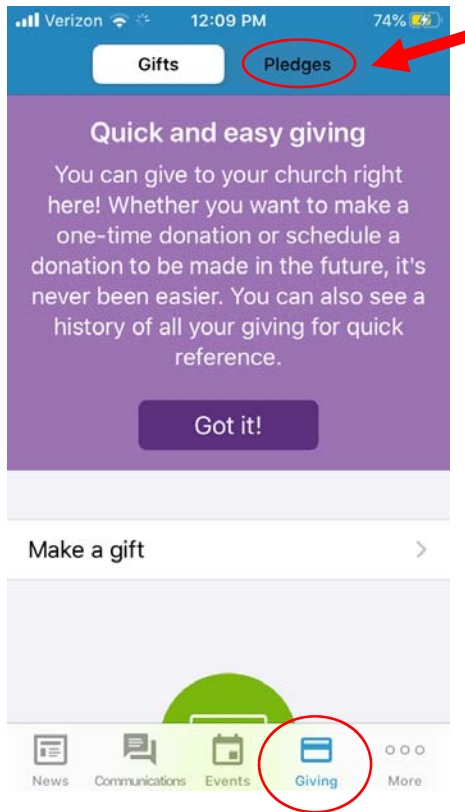 Verizon 12:09 PM 74%
Gifts Pledges
Quick and easy giving
You can give to your church right
here! Whether you want to make a
one-time donation or schedule a
donation to be made in the future, it's
never been easier. You can also see a
history of all your giving for quick
reference.
Got it!
Make a gift
News Communications Events Giving More